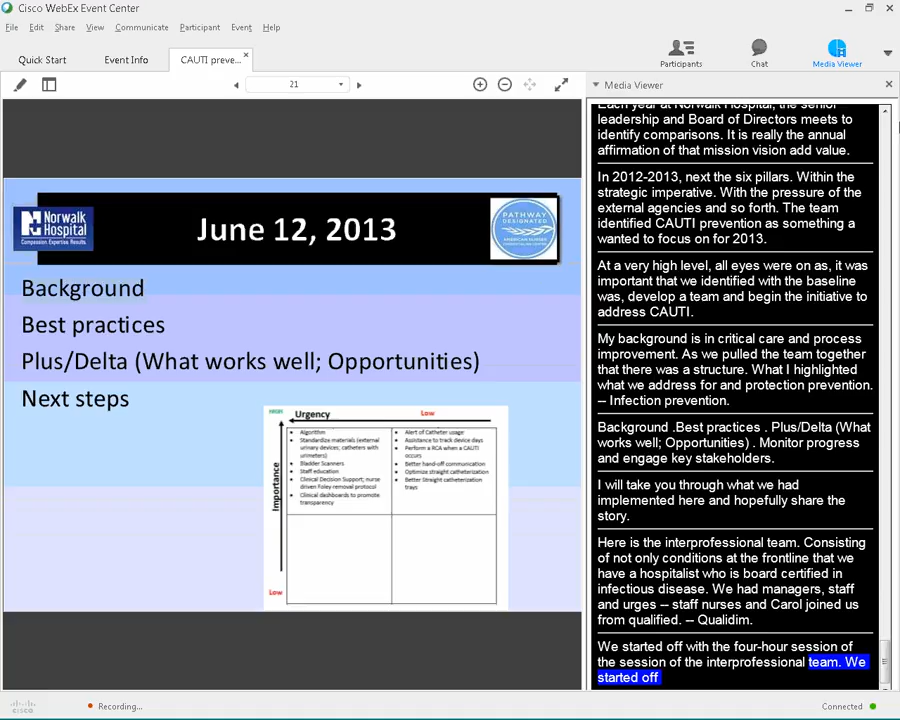 Cisco WebEx Event Center
File Edit Share View Communicate Participant Event Help
Quick Start Event Info CAUTI preve... Participants Chat Media Viewer
21
Media Viewer
Norwalk
Hospital
Compassion. Expertise. Results.
June 12, 2013
PATHWAY
DESIGNATED
AMERICAN NURSES
CREDENTIALING CENTER
Background
Best practices
Plus/Delta (What works well; Opportunities)
Next steps
HIGH Urgency Low
Importance
Low
Algorithm
Standardize materials (external
urinary devices; catheters with
urimeters)
Bladder Scanners
Staff education
Clinical Decision Support; nurse
driven Foley removal protocol
Clinical dashboards to promote
transparency
Alert of Catheter usage
Assistance to track device days
Perform a RCA when a CAUTI
occurs
Better hand-off communication
Optimize straight catheterization
Better Straight catheterization
trays
Each year at Norwalk Hospital, the senior
leadership and Board of Directors meets to
identify comparisons. It is really the annual
affirmation of that mission vision add value.
In 2012-2013, next the six pillars. Within the
strategic imperative. With the pressure of the
external agencies and so forth. The team
identified CAUTI prevention as something a
wanted to focus on for 2013.
At a very high level, all eyes were on as, it was
important that we identified with the baseline
was, develop a team and begin the initiative to
address CAUTI.
My background is in critical care and process
improvement. As we pulled the team together
that there was a structure. What I highlighted
what we address for and protection prevention.
-- Infection prevention.
Background .Best practices . Plus/Delta (What
works well; Opportunities) . Monitor progress
and engage key stakeholders.
I will take you through what we had
implemented here and hopefully share the
story.
Here is the interprofessional team. Consisting
of not only conditions at the frontline that we
have a hospitalist who is board certified in
infectious disease. We had managers, staff
and urges -- staff nurses and Carol joined us
from qualified. -- Qualidim.
We started off with the four-hour session of
the session of the interprofessional team. We
started off
cisco
Recording...
Connected